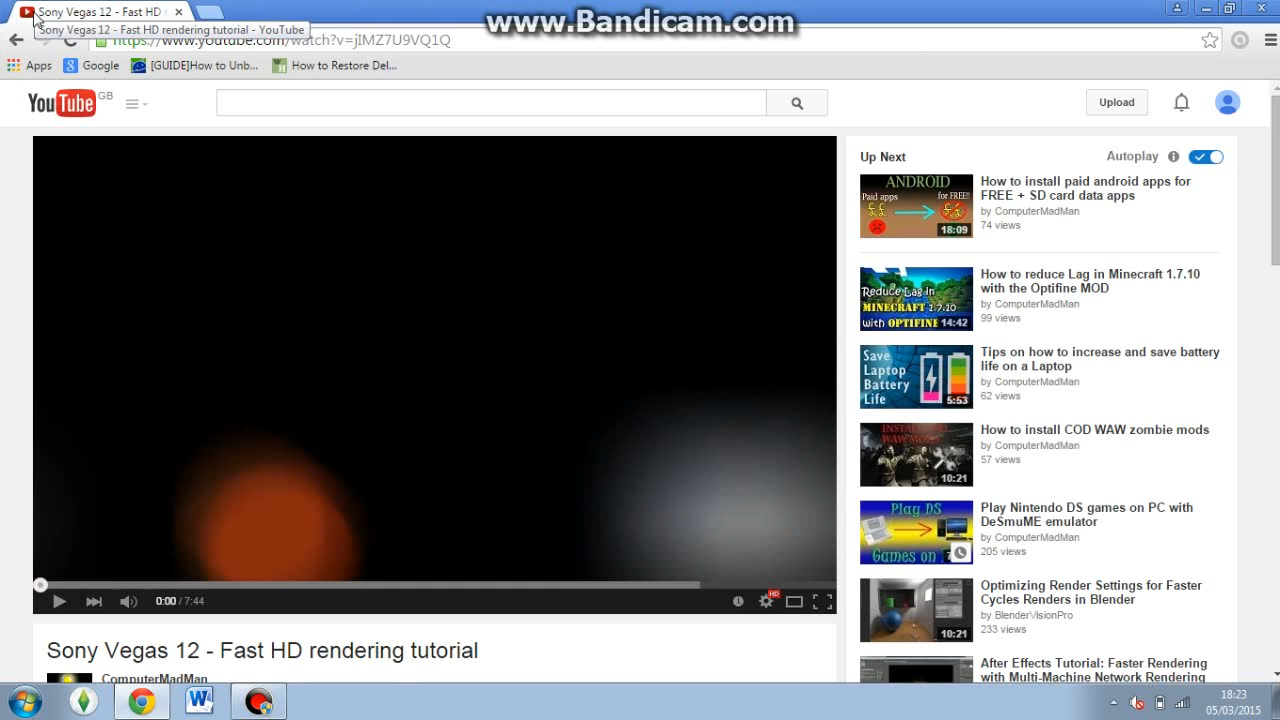 Sony Vegas 12 - Fast HD
www.Bandicam.com
Sony Vegas 12 - Fast HD rendering tutorial - YouTube
https://www.youtube.com/watch?v=jIMZ7U9VQ1Q
Apps
Google
[GUIDE]How to Unb...
How to Restore Del...
YouTube GB
Upload
Up Next
Autoplay
ANDROID
Paid apps
for FREE!!
18:09
How to install paid android apps for
FREE + SD card data apps
by ComputerMadMan
74 views
Reduce Lag in
MINECRAFT 1.7.10
with OPTIFINE
14:42
How to reduce Lag in Minecraft 1.7.10
with the Optifine MOD
by ComputerMadMan
99 views
Save
Laptop
Battery
Life
5:53
Tips on how to increase and save battery
life on a Laptop
by ComputerMadMan
62 views
10:21
How to install COD WAW zombie mods
by ComputerMadMan
57 views
Play DS
Games on
Play Nintendo DS games on PC with
DeSmuME emulator
by ComputerMadMan
205 views
10:21
Optimizing Render Settings for Faster
Cycles Renders in Blender
by BlenderVisionPro
233 views
After Effects Tutorial: Faster Rendering
with Multi-Machine Network Rendering
0:00 / 7:44
HD
Sony Vegas 12 - Fast HD rendering tutorial
ComputerMadMan
18:23
05/03/2015